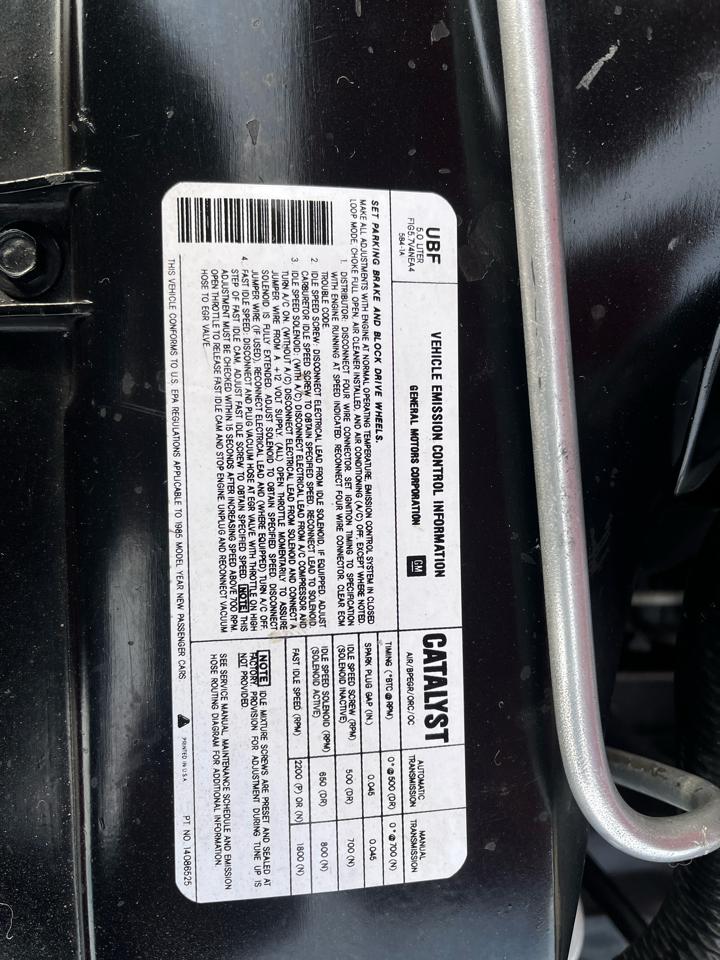 UBF
5.0 LITER
F1G5.7V4NEA4
584-1A
VEHICLE EMISSION CONTROL INFORMATION
GENERAL MOTORS CORPORATION
GM
CATALYST
AIR/BPEGR/ORC/OC
AUTOMATIC TRANSMISSION
MANUAL TRANSMISSION
SET PARKING BRAKE AND BLOCK DRIVE WHEELS.
MAKE ALL ADJUSTMENTS WITH ENGINE AT NORMAL OPERATING TEMPERATURE, EMISSION CONTROL SYSTEM IN CLOSED
LOOP MODE, CHOKE FULL OPEN, AIR CLEANER INSTALLED, AND AIR CONDITIONING (A/C) OFF, EXCEPT WHERE NOTED.
1. DISTRIBUTOR: DISCONNECT FOUR WIRE CONNECTOR. SET IGNITION TIMING TO SPECIFICATION
WITH ENGINE RUNNING AT SPEED INDICATED. RECONNECT FOUR WIRE CONNECTOR. CLEAR ECM
TROUBLE CODE.
2. IDLE SPEED SCREW: DISCONNECT ELECTRICAL LEAD FROM IDLE SOLENOID, IF EQUIPPED. ADJUST
CARBURETOR IDLE SPEED SCREW TO OBTAIN SPECIFIED SPEED. RECONNECT LEAD TO SOLENOID.
3. IDLE SPEED SOLENOID: (WITH A/C) DISCONNECT ELECTRICAL LEAD FROM A/C COMPRESSOR AND
TURN A/C ON. (WITHOUT A/C) DISCONNECT ELECTRICAL LEAD FROM SOLENOID AND CONNECT A
JUMPER WIRE FROM A +12 VOLT SUPPLY. (ALL) OPEN THROTTLE MOMENTARILY TO ASSURE
SOLENOID IS FULLY EXTENDED. ADJUST SOLENOID TO OBTAIN SPECIFIED SPEED. DISCONNECT
JUMPER WIRE (IF USED). RECONNECT ELECTRICAL LEAD AND (WHERE EQUIPPED) TURN A/C OFF.
4. FAST IDLE SPEED: DISCONNECT AND PLUG VACUUM HOSE AT EGR VALVE. WITH THROTTLE ON HIGH
STEP OF FAST IDLE CAM, ADJUST FAST IDLE SCREW TO OBTAIN SPECIFIED SPEED. NOTE THIS
ADJUSTMENT MUST BE CHECKED WITHIN 15 SECONDS AFTER INCREASING SPEED ABOVE 700 RPM.
OPEN THROTTLE TO RELEASE FAST IDLE CAM AND STOP ENGINE. UNPLUG AND RECONNECT VACUUM
HOSE TO EGR VALVE.
TIMING (°BTC @ RPM) 0° @ 500 (DR) 0° @ 700 (N)
SPARK PLUG GAP (IN.) 0.045 0.045
IDLE SPEED SCREW (RPM)
(SOLENOID INACTIVE) 500 (DR) 700 (N)
IDLE SPEED SOLENOID (RPM)
(SOLENOID ACTIVE) 650 (DR) 800 (N)
FAST IDLE SPEED (RPM) 2200 (P) OR (N) 1800 (N)
NOTE IDLE MIXTURE SCREWS ARE PRESET AND SEALED AT
FACTORY. PROVISION FOR ADJUSTMENT DURING TUNE UP IS
NOT PROVIDED.
SEE SERVICE MANUAL, MAINTENANCE SCHEDULE AND EMISSION
HOSE ROUTING DIAGRAM FOR ADDITIONAL INFORMATION.
THIS VEHICLE CONFORMS TO U.S. EPA REGULATIONS APPLICABLE TO 1985 MODEL YEAR NEW PASSENGER CARS
PRINTED IN U.S.A.
PT. NO. 14086525